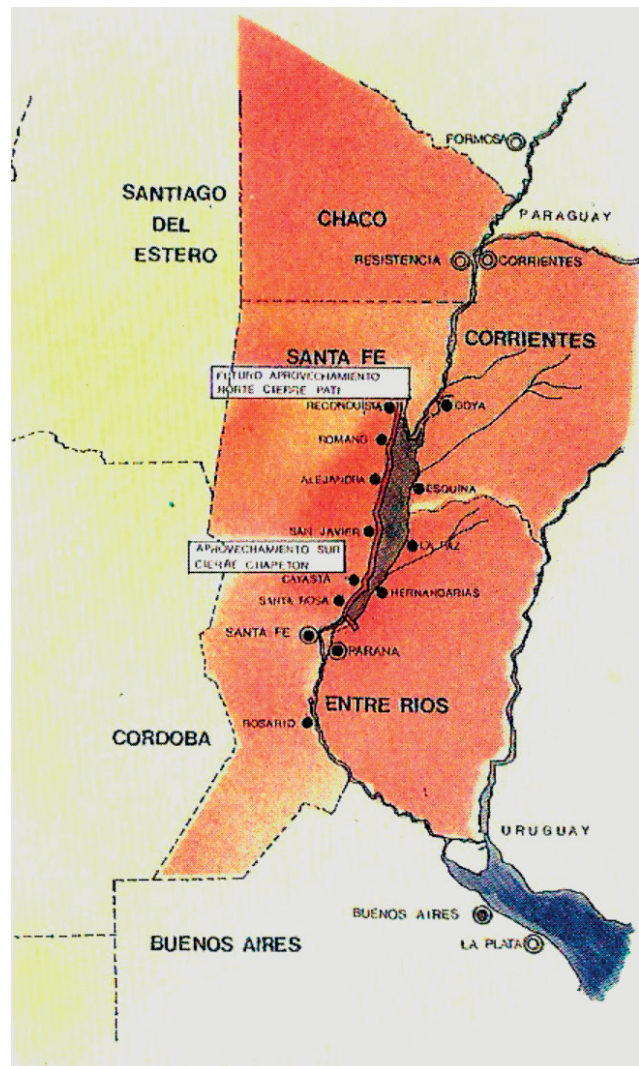 FORMOSA
SANTIAGO
DEL
ESTERO
CHACO
PARAGUAY
RESISTENCIA
CORRIENTES
CORRIENTES
SANTA FE
FUTURO APROVECHAMIENTO
NORTE CIERRE PATI
RECONQUISTA
GOYA
ROMANG
ALEJANDRA
ESQUINA
SAN JAVIER
APROVECHAMIENTO SUR
CIERRE CHAPETON
LA PAZ
CAYASTA
HERNANDARIAS
SANTA ROSA
SANTA FE
PARANA
ENTRE RIOS
ROSARIO
CORDOBA
URUGUAY
BUENOS AIRES
BUENOS AIRES
LA PLATA